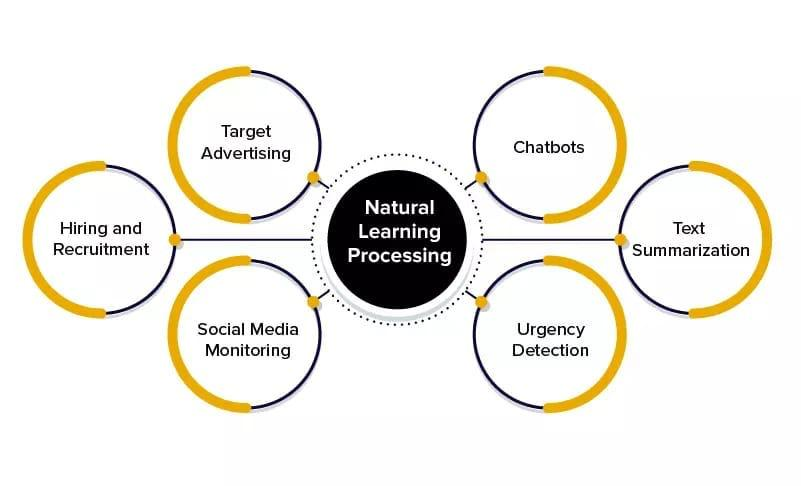 Target
Advertising
Chatbots
Hiring and
Recruitment
Natural
Learning
Processing
Text
Summarization
Social Media
Monitoring
Urgency
Detection